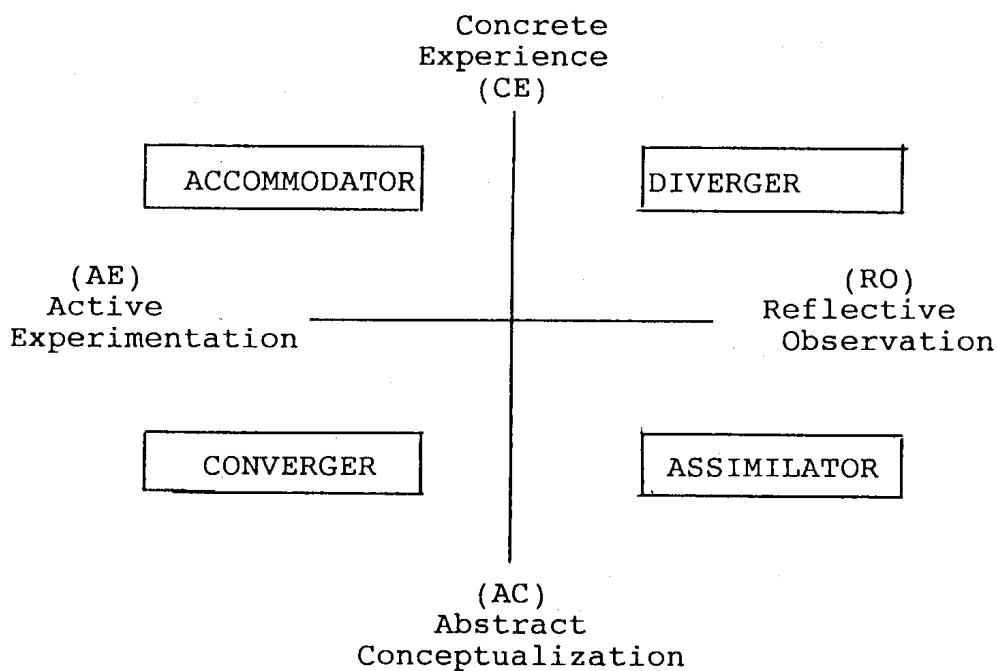 Concrete
Experience
(CE)
ACCOMMODATOR
DIVERGER
(AE)
Active
Experimentation
(RO)
Reflective
Observation
CONVERGER
ASSIMILATOR
(AC)
Abstract
Conceptualization